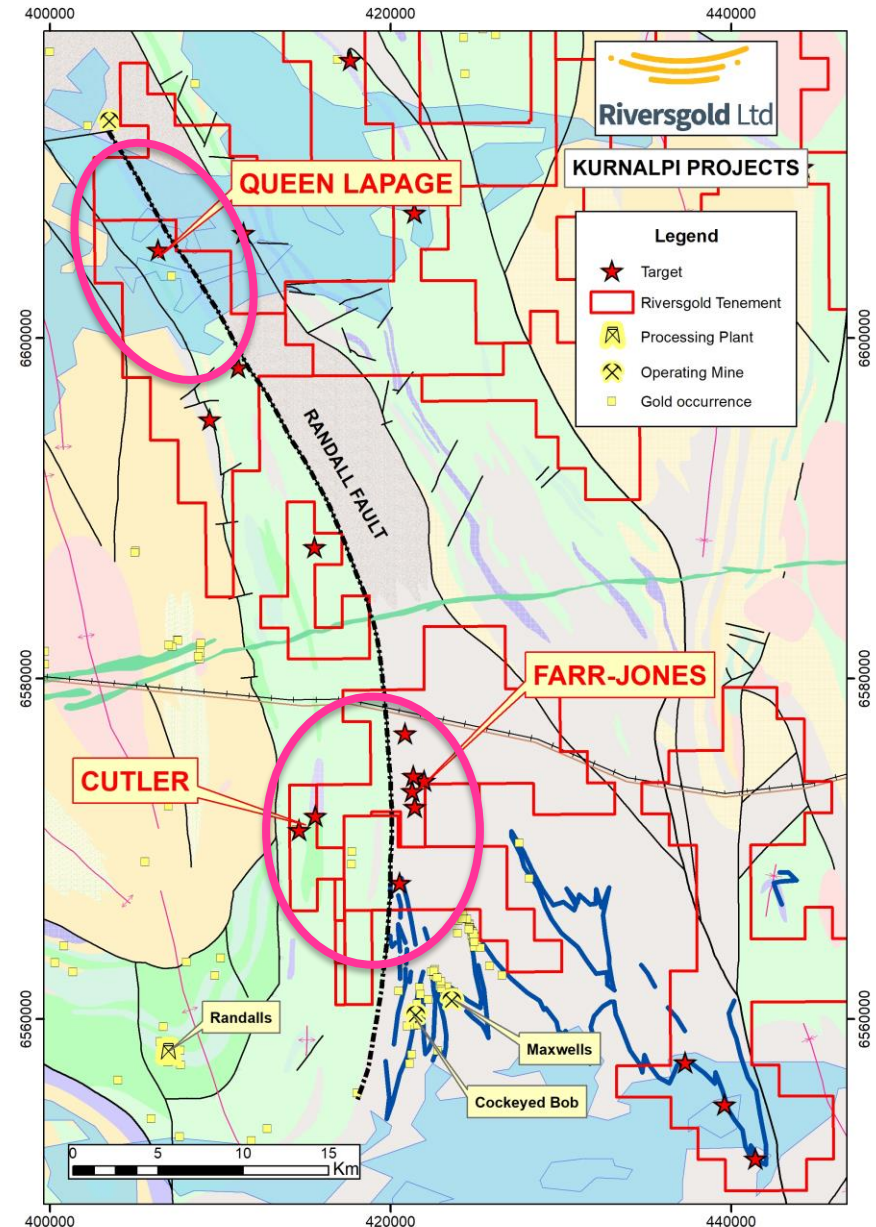 400000
420000
440000
Riversgold Ltd
KURNALPI PROJECTS
QUEEN LAPAGE
Legend
Target
Riversgold Tenement
Processing Plant
Operating Mine
Gold occurrence
6600000
6600000
RANDALL FAULT
6580000
6580000
FARR-JONES
CUTLER
6560000
6560000
Randalls
Maxwells
Cockeyed Bob
0 5 10 15
Km
400000
420000
440000